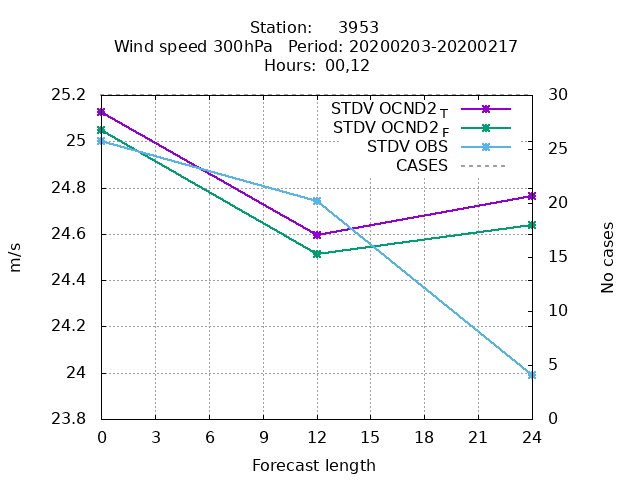 Station: 3953
Wind speed 300hPa Period: 20200203-20200217
Hours: 00,12
STDV OCND2 T
STDV OCND2 F
STDV OBS
CASES
25.2
25
24.8
24.6
24.4
24.2
24
23.8
m/s
30
25
20
15
10
5
0
No cases
0 3 6 9 12 15 18 21 24
Forecast length